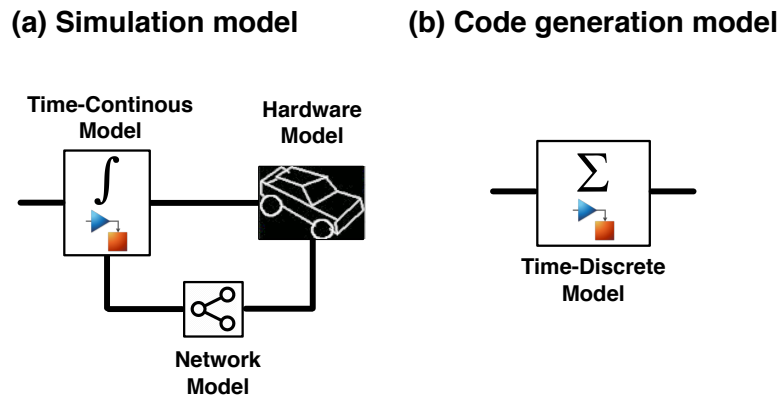 (a) Simulation model
(b) Code generation model
Time-Continous
Model
Hardware
Model
∫
Σ
Time-Discrete
Model
Network
Model